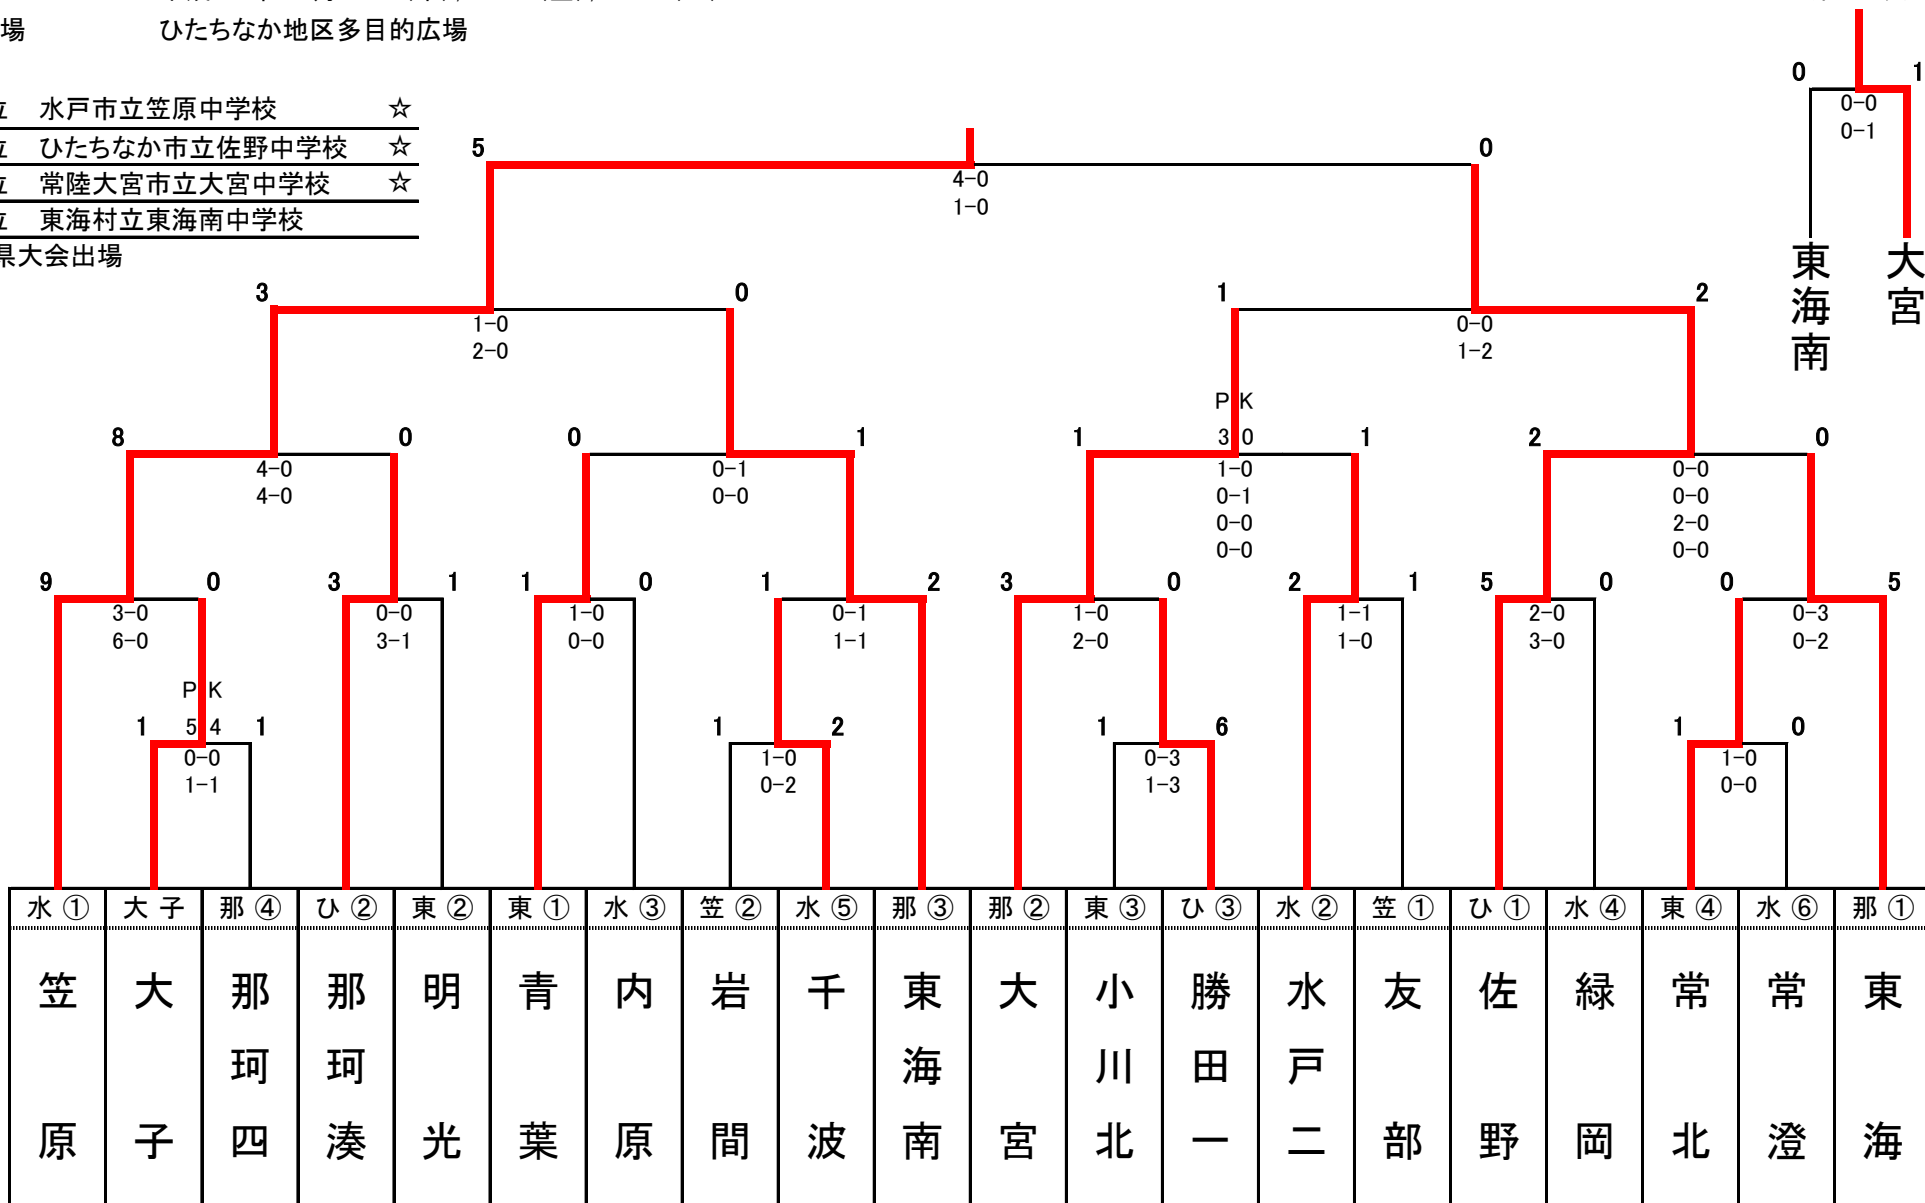 場 ひたちなか地区多目的広場
位 水戸市立笠原中学校 ☆
位 ひたちなか市立佐野中学校 ☆
位 常陸大宮市立大宮中学校 ☆
位 東海村立東海南中学校
県大会出場
0 1
0-0
0-1
東海南 大宮
5 0
4-0
1-0
3 0 1 2
1-0 0-0
2-0 1-2
PK
8 0 0 1 1 3 0 1 2 0
4-0 0-1 1-0 0-0
4-0 0-0 0-1 0-0
0-0 2-0
0-0 0-0
9 0 3 1 1 0 1 2 3 0 2 1 5 0 0 5
3-0 0-0 1-0 0-1 1-0 1-1 2-0 0-3
6-0 3-1 0-0 1-1 2-0 1-0 3-0 0-2
PK
1 5 4 1 1 2 1 6 1 0
0-0 1-0 0-3 1-0
1-1 0-2 1-3 0-0
水① 大子 那④ ひ② 東② 東① 水③ 笠② 水⑤ 那③ 那② 東③ ひ③ 水② 笠① ひ① 水④ 東④ 水⑥ 那①
笠原 大子 那珂四 那珂湊 明光 青葉 内原 岩間 千波 東海南 大宮 小川北 勝田一 水戸二 友部 佐野 緑岡 常北 常澄 東海